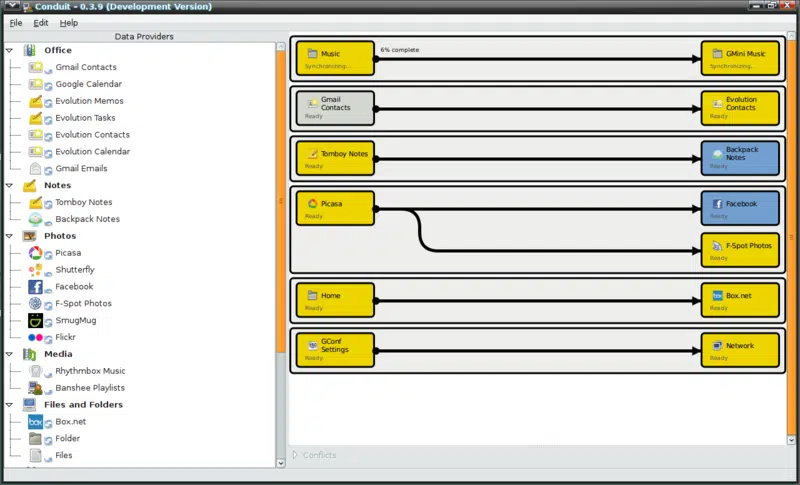 Conduit - 0.3.9 (Development Version)
File Edit Help
Data Providers
Office
Gmail Contacts
Google Calendar
Evolution Memos
Evolution Tasks
Evolution Contacts
Evolution Calendar
Gmail Emails
Notes
Tomboy Notes
Backpack Notes
Photos
Picasa
Shutterfly
Facebook
F-Spot Photos
SmugMug
Flickr
Media
Rhythmbox Music
Banshee Playlists
Files and Folders
Box.net
Folder
Files
Music
Synchronizing...
6% complete
GMini Music
Synchronizing..
Gmail
Contacts
Ready
Evolution
Contacts
Ready
Tomboy Notes
Ready
Backpack
Notes
Ready
Picasa
Ready
Facebook
Ready
F-Spot Photos
Ready
Home
Ready
Box.net
Ready
GConf
Settings
Ready
Network
Ready
Conflicts